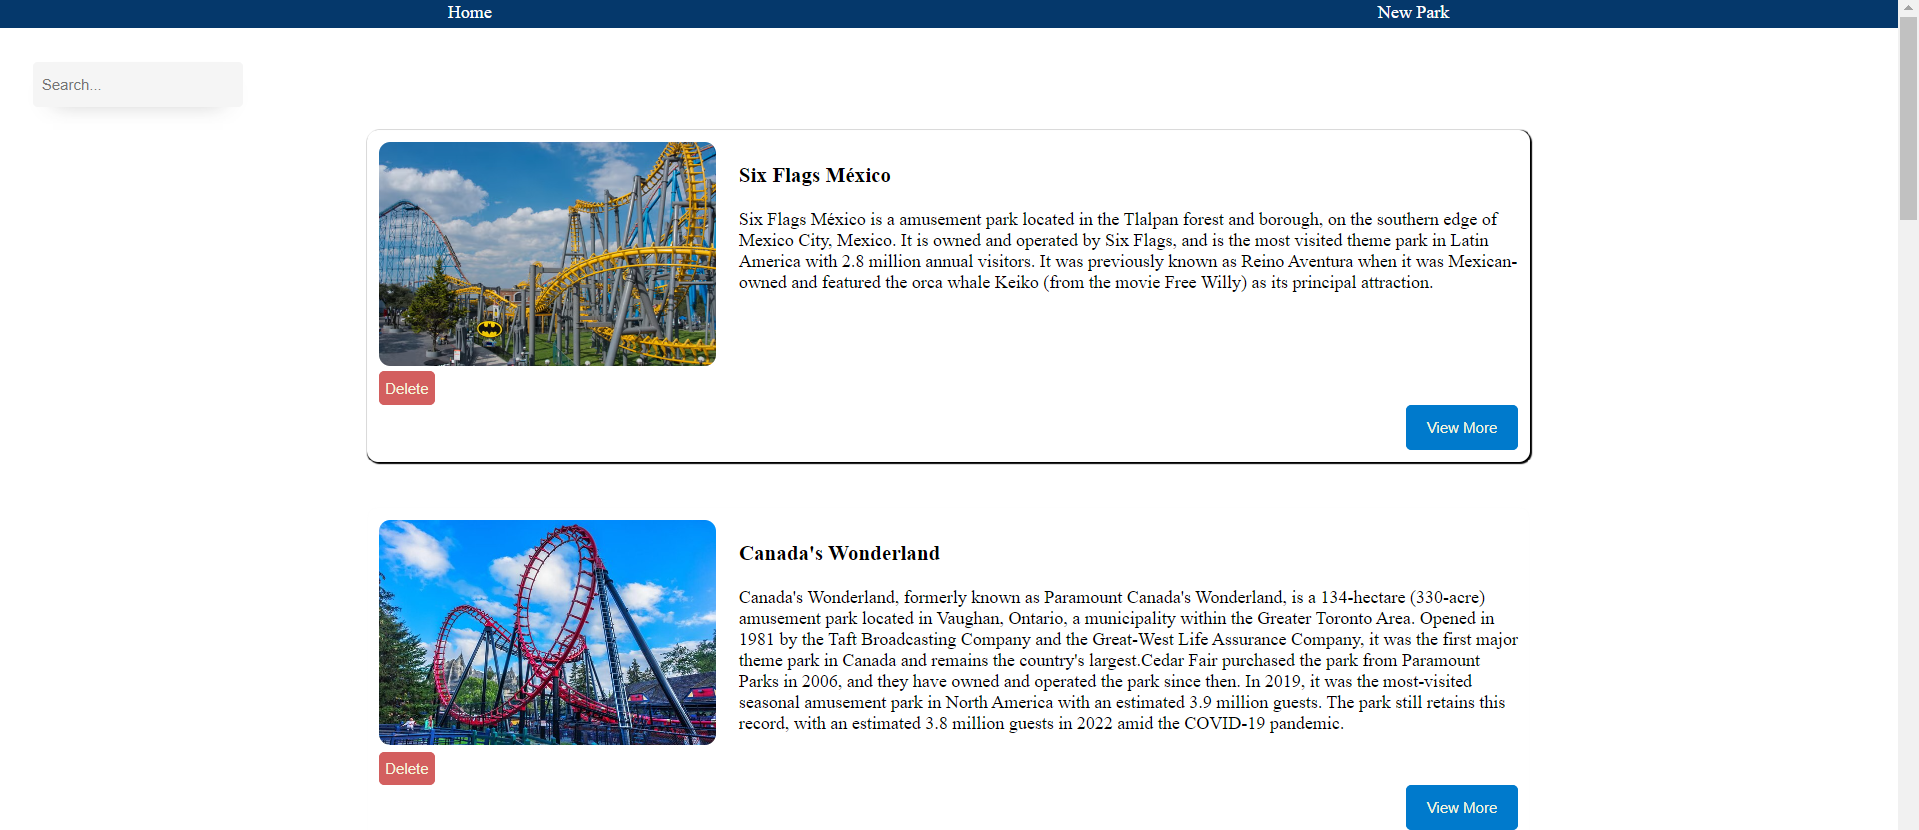 Home
New Park
Search...
Six Flags México
Six Flags México is a amusement park located in the Tlalpan forest and borough, on the southern edge of
Mexico City, Mexico. It is owned and operated by Six Flags, and is the most visited theme park in Latin
America with 2.8 million annual visitors. It was previously known as Reino Aventura when it was Mexican-
owned and featured the orca whale Keiko (from the movie Free Willy) as its principal attraction.
Delete
View More
Canada's Wonderland
Canada's Wonderland, formerly known as Paramount Canada's Wonderland, is a 134-hectare (330-acre)
amusement park located in Vaughan, Ontario, a municipality within the Greater Toronto Area. Opened in
1981 by the Taft Broadcasting Company and the Great-West Life Assurance Company, it was the first major
theme park in Canada and remains the country's largest.Cedar Fair purchased the park from Paramount
Parks in 2006, and they have owned and operated the park since then. In 2019, it was the most-visited
seasonal amusement park in North America with an estimated 3.9 million guests. The park still retains this
record, with an estimated 3.8 million guests in 2022 amid the COVID-19 pandemic.
Delete
View More